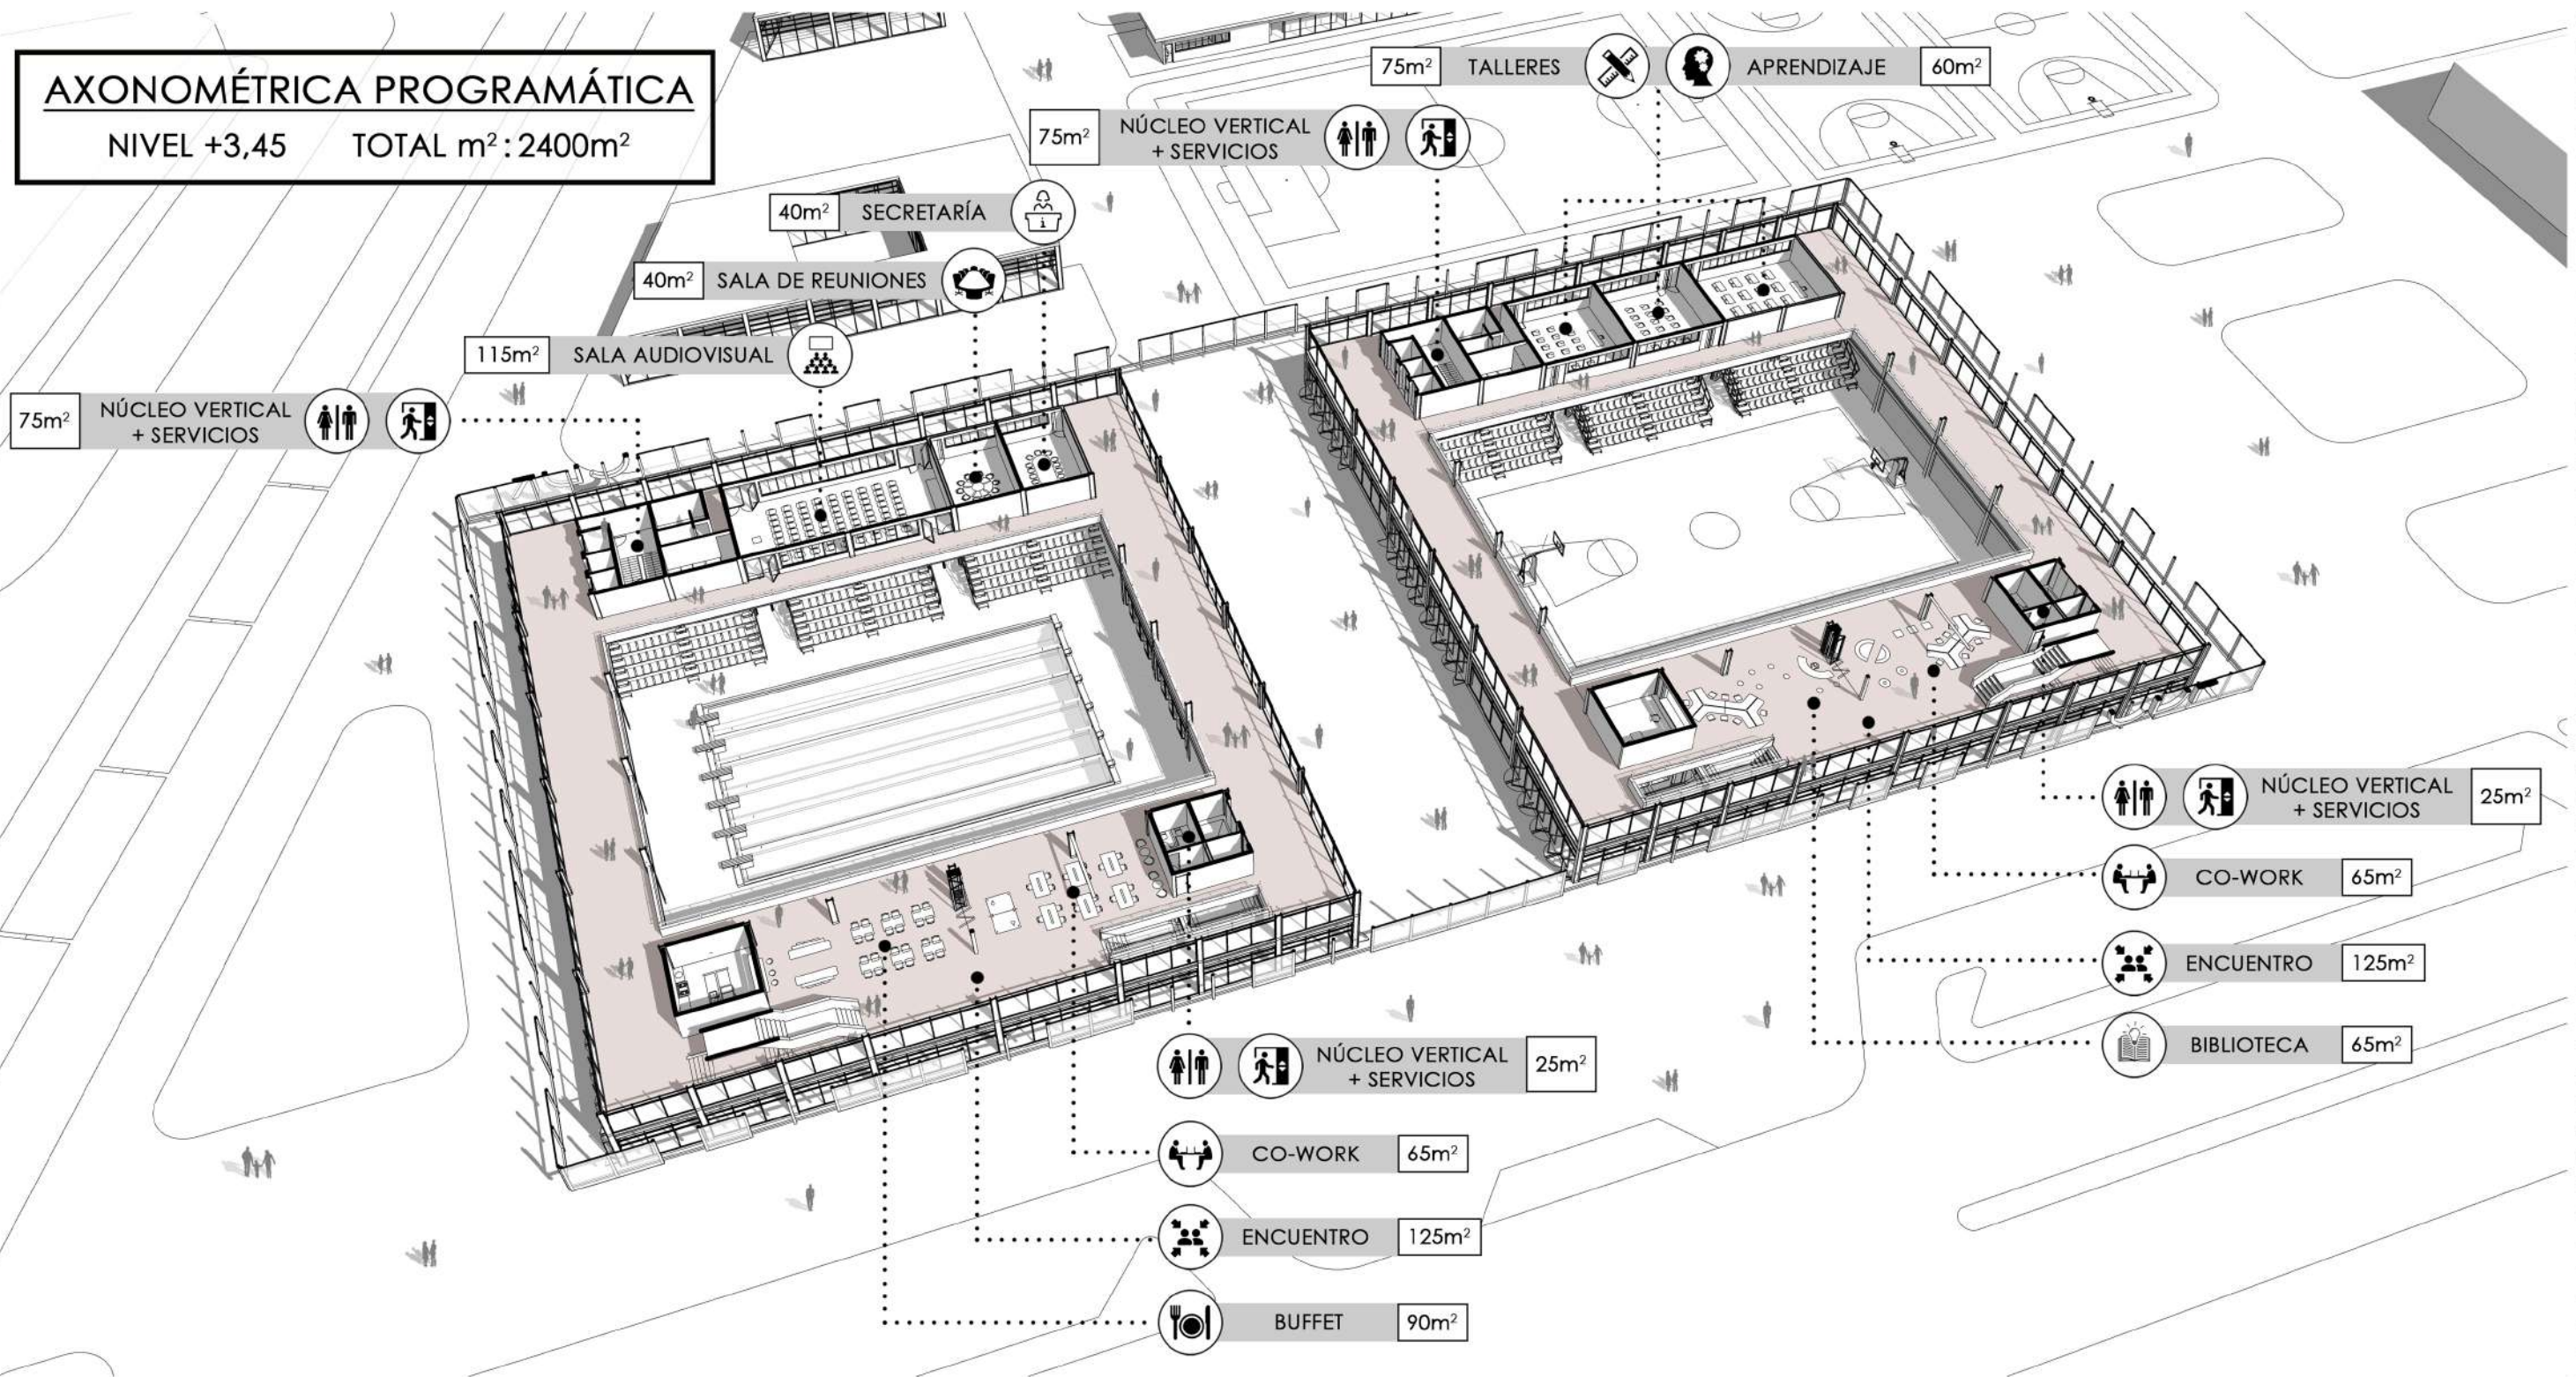 AXONOMÉTRICA PROGRAMÁTICA
NIVEL +3,45 TOTAL m²: 2400m²
75m² TALLERES
APRENDIZAJE 60m²
75m² NÚCLEO VERTICAL
+ SERVICIOS
40m² SECRETARÍA
i
40m² SALA DE REUNIONES
115m² SALA AUDIOVISUAL
75m² NÚCLEO VERTICAL
+ SERVICIOS
NÚCLEO VERTICAL
+ SERVICIOS 25m²
CO-WORK 65m²
ENCUENTRO 125m²
BIBLIOTECA 65m²
NÚCLEO VERTICAL
+ SERVICIOS 25m²
CO-WORK 65m²
ENCUENTRO 125m²
BUFFET 90m²